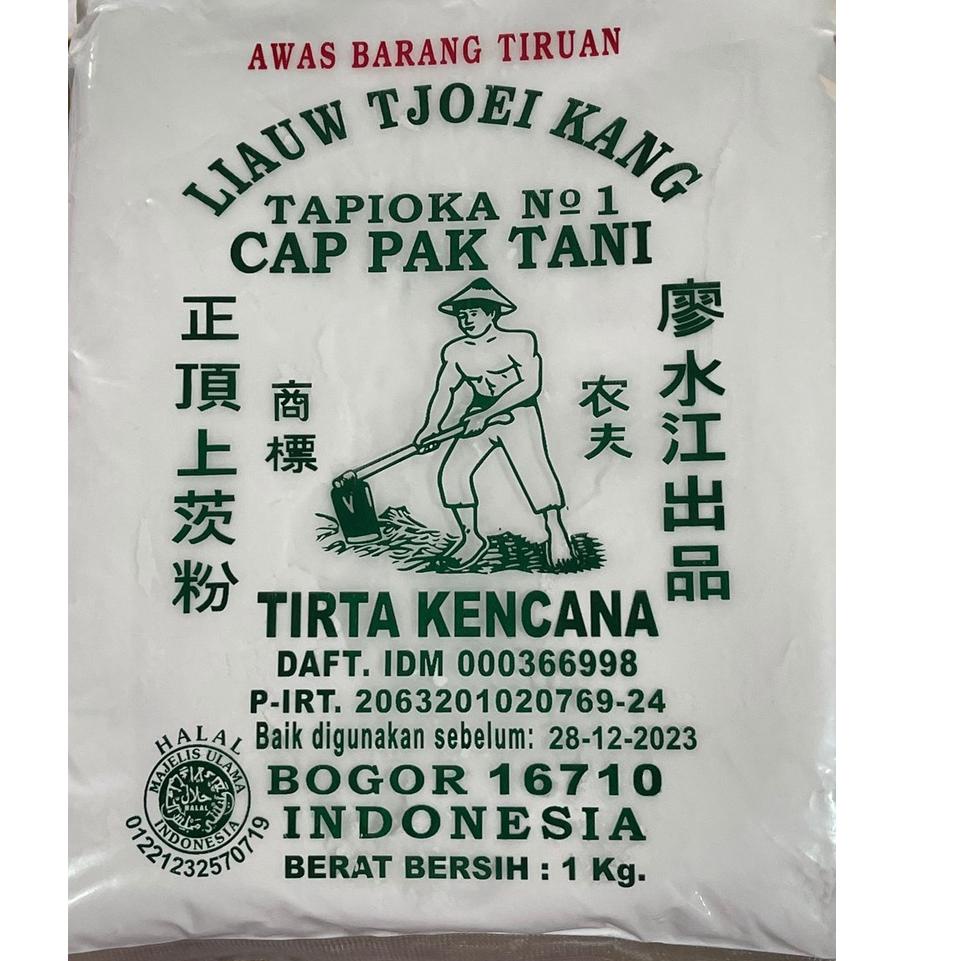 AWAS BARANG TIRUAN
LIAUW TJOEI KANG
TAPIOKA Nº 1
CAP PAK TANI
正頂上茨粉
商標
农夫
廖水江出品
TIRTA KENCANA
DAFT. IDM 000366998
P-IRT. 2063201020769-24
Baik digunakan sebelum: 28-12-2023
BOGOR 16710
INDONESIA
BERAT BERSIH : 1 Kg.
HALAL
MAJELIS ULAMA
حلال
HALAL
INDONESIA
01221232570719